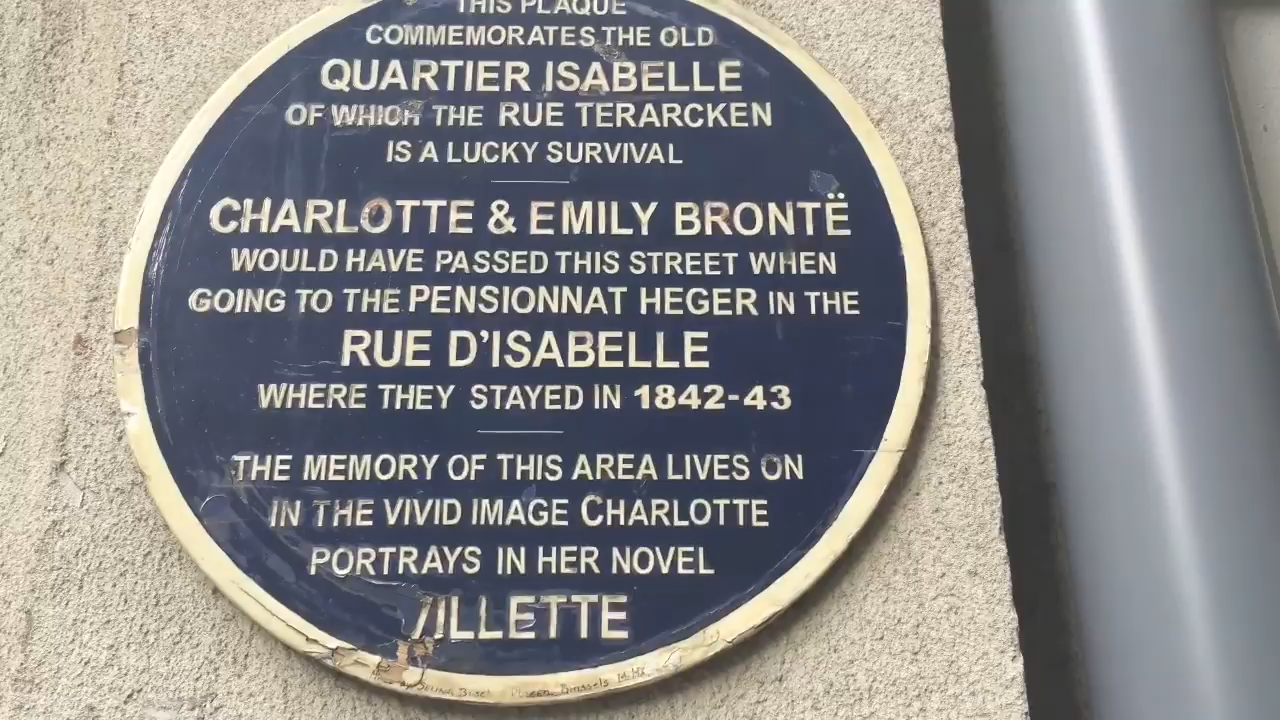 THIS PLAQUE
COMMEMORATES THE OLD
QUARTIER ISABELLE
OF WHICH THE RUE TERARCKEN
IS A LUCKY SURVIVAL
CHARLOTTE & EMILY BRONTË
WOULD HAVE PASSED THIS STREET WHEN
GOING TO THE PENSIONNAT HEGER IN THE
RUE D'ISABELLE
WHERE THEY STAYED IN 1842-43
THE MEMORY OF THIS AREA LIVES ON
IN THE VIVID IMAGE CHARLOTTE
PORTRAYS IN HER NOVEL
VILLETTE